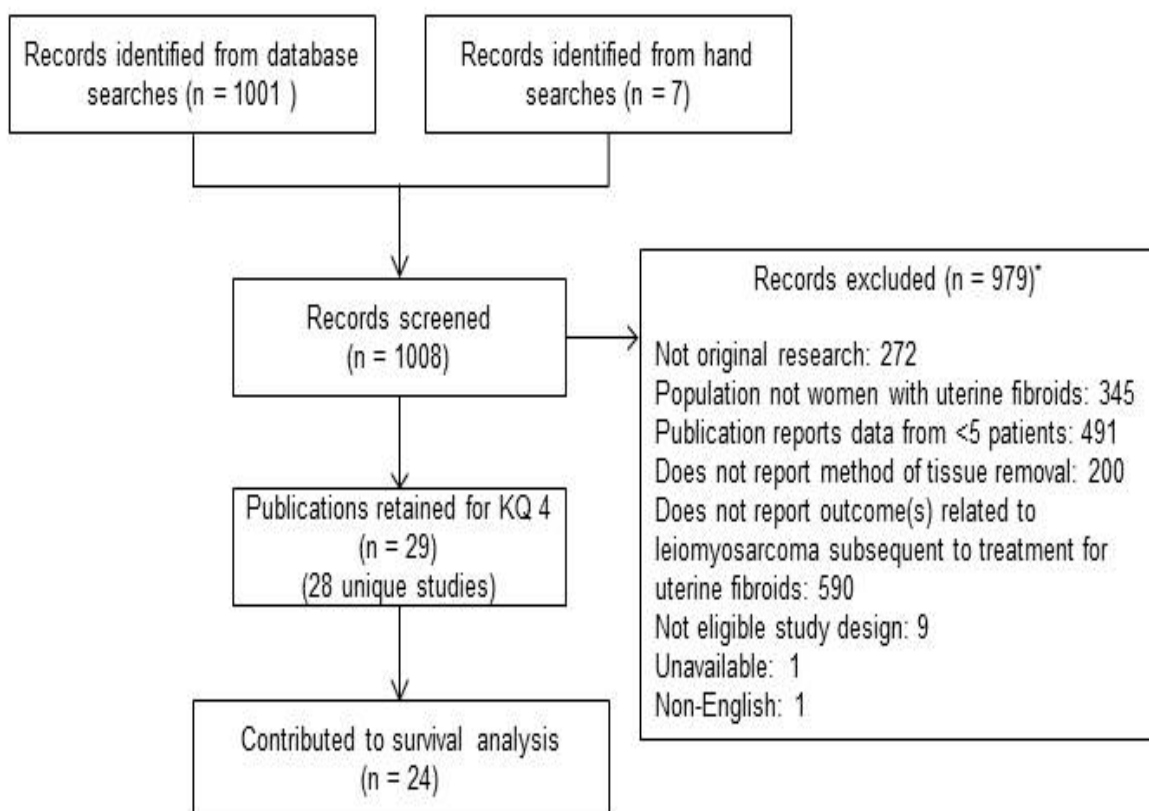 Records identified from database
searches (n = 1001 )
Records identified from hand
searches (n = 7)
Records screened
(n = 1008)
Records excluded (n = 979)*
Not original research: 272
Population not women with uterine fibroids: 345
Publication reports data from <5 patients: 491
Does not report method of tissue removal: 200
Does not report outcome(s) related to
leiomyosarcoma subsequent to treatment for
uterine fibroids: 590
Not eligible study design: 9
Unavailable: 1
Non-English: 1
Publications retained for KQ 4
(n = 29)
(28 unique studies)
Contributed to survival analysis
(n = 24)